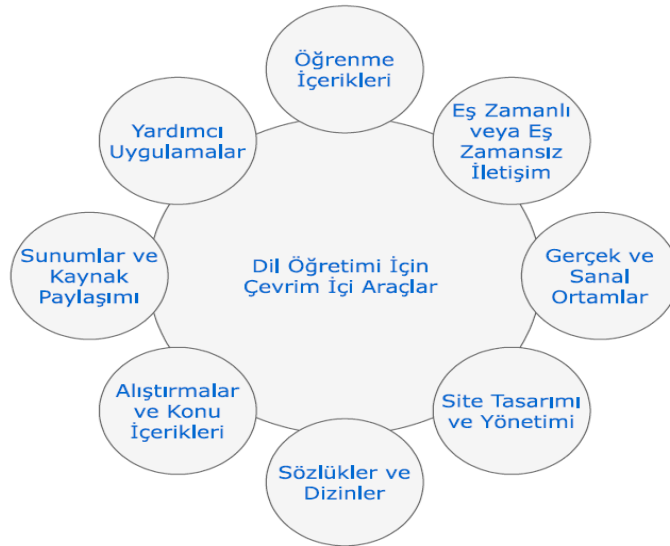 Öğrenme
İçerikleri
Eş Zamanlı
veya Eş
Zamansız
İletişim
Gerçek ve
Sanal
Ortamlar
Site Tasarımı
ve Yönetimi
Sözlükler ve
Dizinler
Alıştırmalar
ve Konu
İçerikleri
Sunumlar ve
Kaynak
Paylaşımı
Yardımcı
Uygulamalar
Dil Öğretimi İçin
Çevrim İçi Araçlar